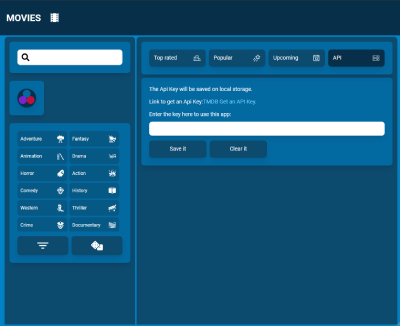 MOVIES
Top rated
Popular
Upcoming
API
The Api Key will be saved on local storage.
Link to get an Api Key:TMDB Get an API Key.
Enter the key here to use this app:
Save it
Clear it
Adventure
Fantasy
Animation
Drama
Horror
Action
Comedy
History
Western
Thriller
Crime
Documentary